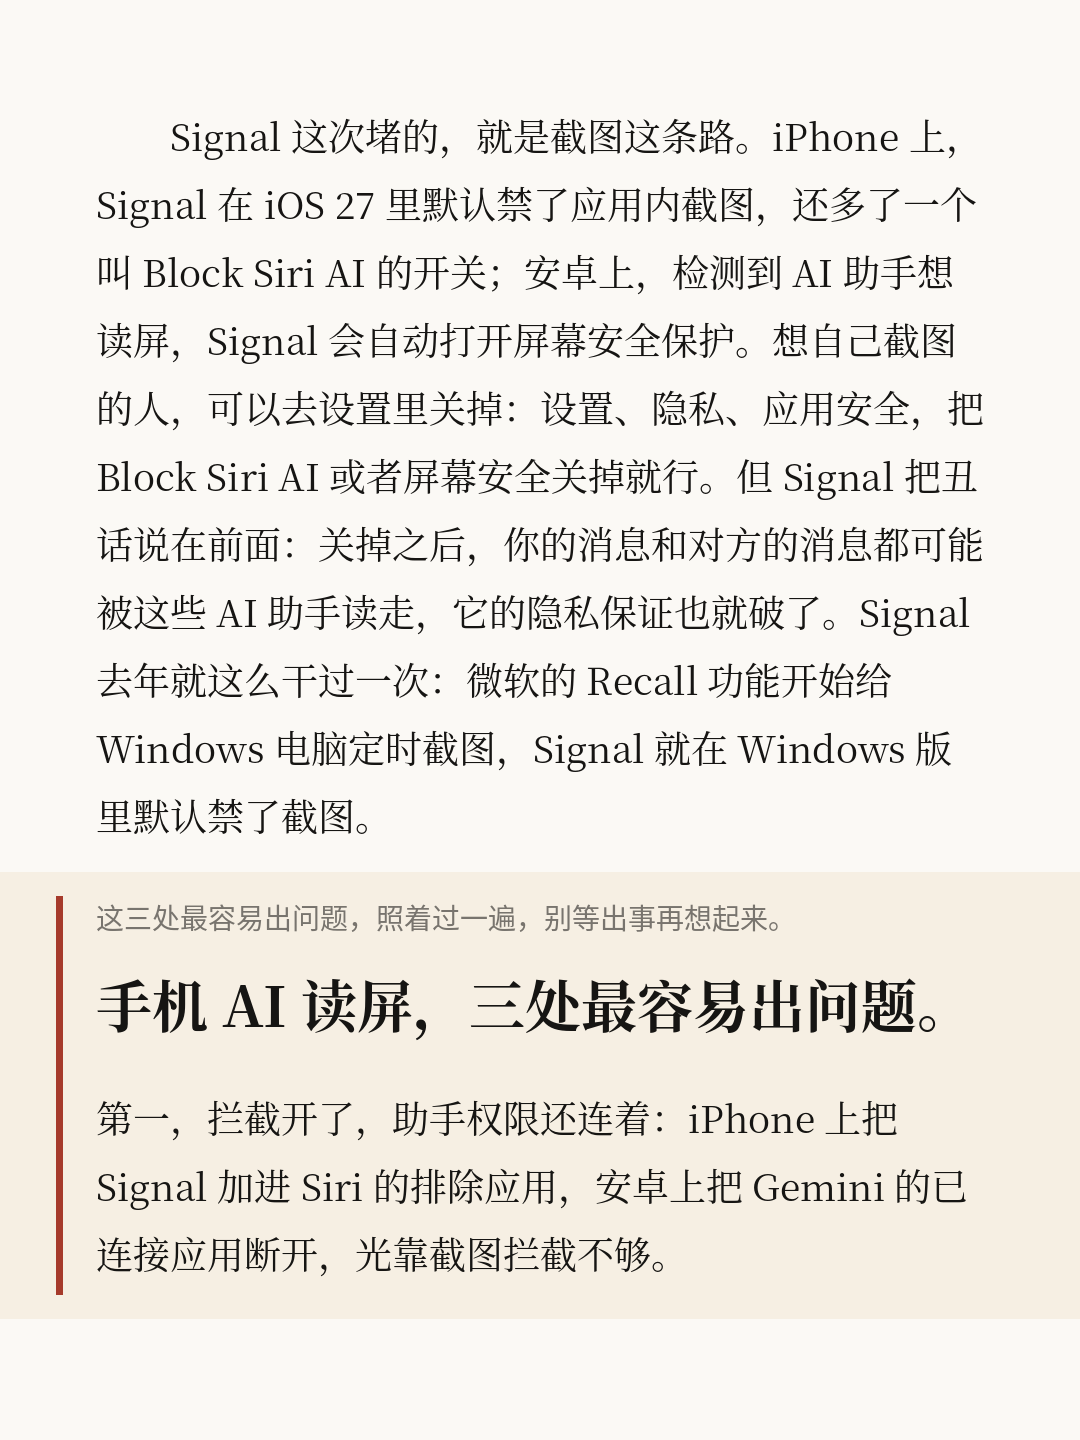 Signal 这次堵的，就是截图这条路。iPhone 上，
Signal 在 iOS 27 里默认禁了应用内截图，还多了一个
叫 Block Siri AI 的开关；安卓上，检测到 AI 助手想
读屏，Signal 会自动打开屏幕安全保护。想自己截图
的人，可以去设置里关掉：设置、隐私、应用安全，把
Block Siri AI 或者屏幕安全关掉就行。但 Signal 把丑
话说在前面：关掉之后，你的消息和对方的消息都可能
被这些 AI 助手读走，它的隐私保证也就破了。Signal
去年就这么干过一次：微软的 Recall 功能开始给
Windows 电脑定时截图，Signal 就在 Windows 版
里默认禁了截图。
这三处最容易出问题，照着过一遍，别等出事再想起来。
手机 AI 读屏，三处最容易出问题。
第一，拦截开了，助手权限还连着：iPhone 上把
Signal 加进 Siri 的排除应用，安卓上把 Gemini 的已
连接应用断开，光靠截图拦截不够。